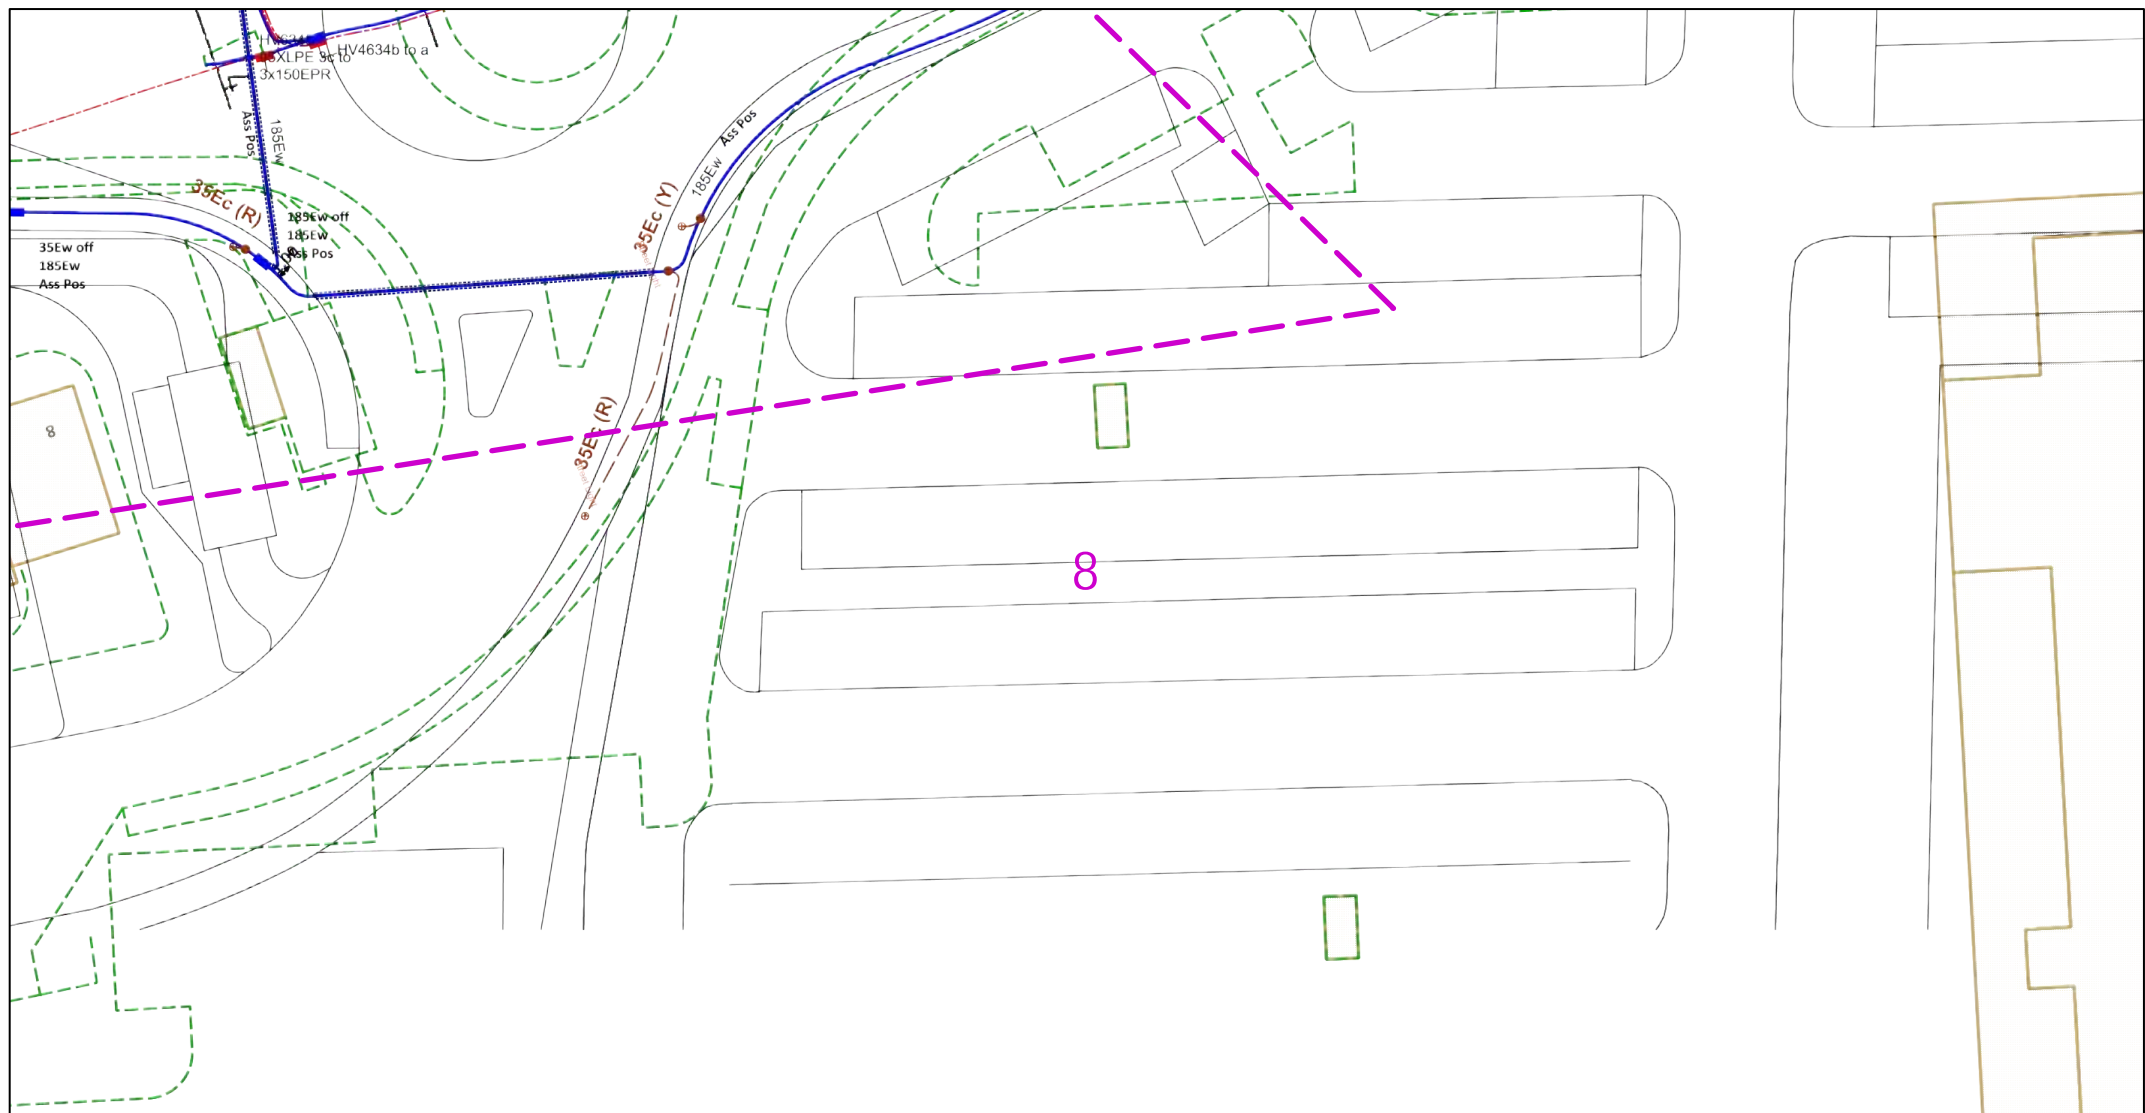 HV4634b to a
3x150EPR
Ass Pos
185Ew
Ass Pos
185Ew
35Ec (Y)
35Ec (R)
185Ew off
185Ew
Ass Pos
35Ew off
185Ew
Ass Pos
35Ec (R)
8
8